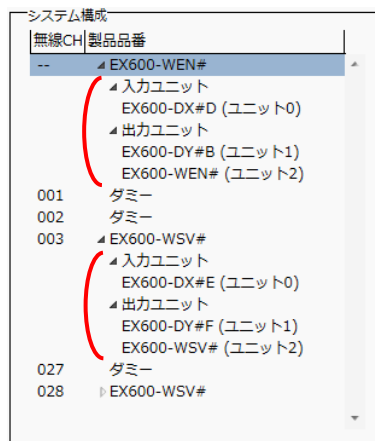 システム構成
無線CH 製品品番
-- EX600-WEN#
入力ユニット
EX600-DX#D (ユニット0)
出力ユニット
EX600-DY#B (ユニット1)
EX600-WEN# (ユニット2)
001 ダミー
002 ダミー
003 EX600-WSV#
入力ユニット
EX600-DX#E (ユニット0)
出力ユニット
EX600-DY#F (ユニット1)
EX600-WSV# (ユニット2)
027 ダミー
028 EX600-WSV#